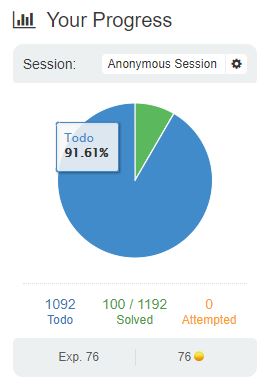 Your Progress
Session: Anonymous Session
Todo
91.61%
1092 100 / 1192 0
Todo Solved Attempted
Exp. 76 76